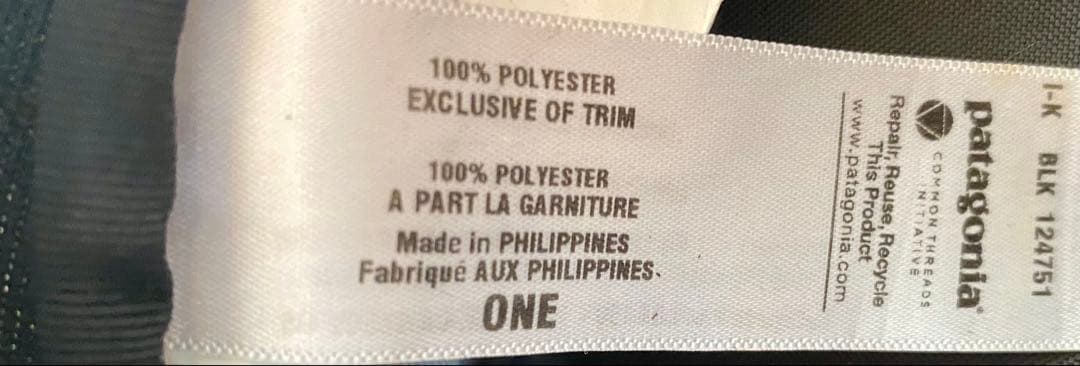 100% POLYESTER
EXCLUSIVE OF TRIM
100% POLYESTER
A PART LA GARNITURE
Made in PHILIPPINES
Fabriqué AUX PHILIPPINES.
ONE
I-K BLK 124751
patagonia®
COMMON THREADS
INITIATIVE
Repair, Reuse, Recycle
This Product
www.patagonia.com